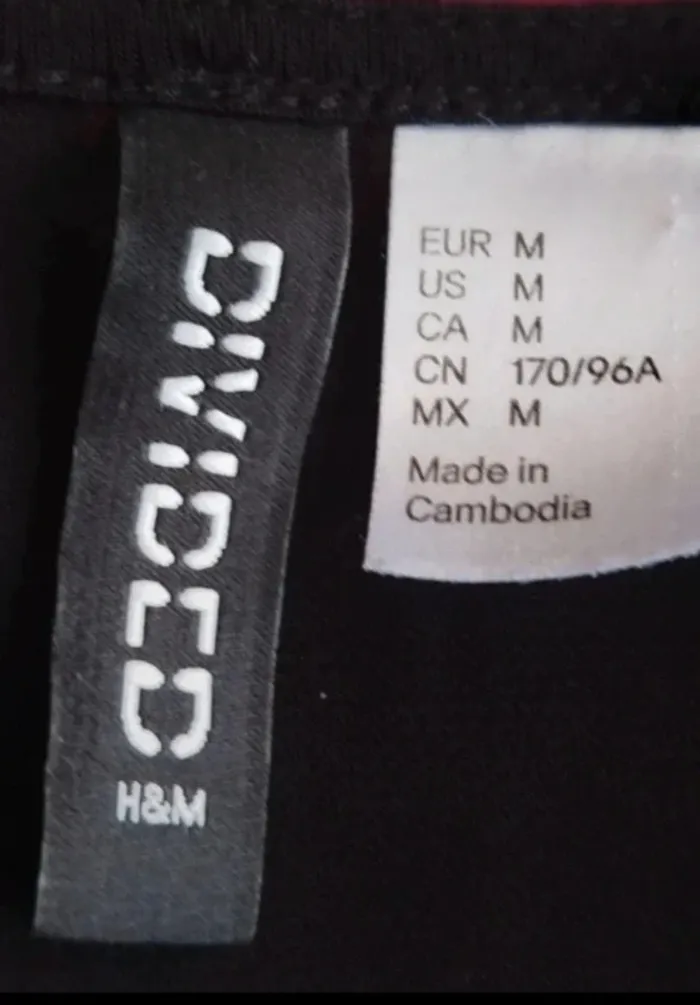 DIVIDED
H&M
EUR M
US M
CA M
CN 170/96A
MX M
Made in
Cambodia